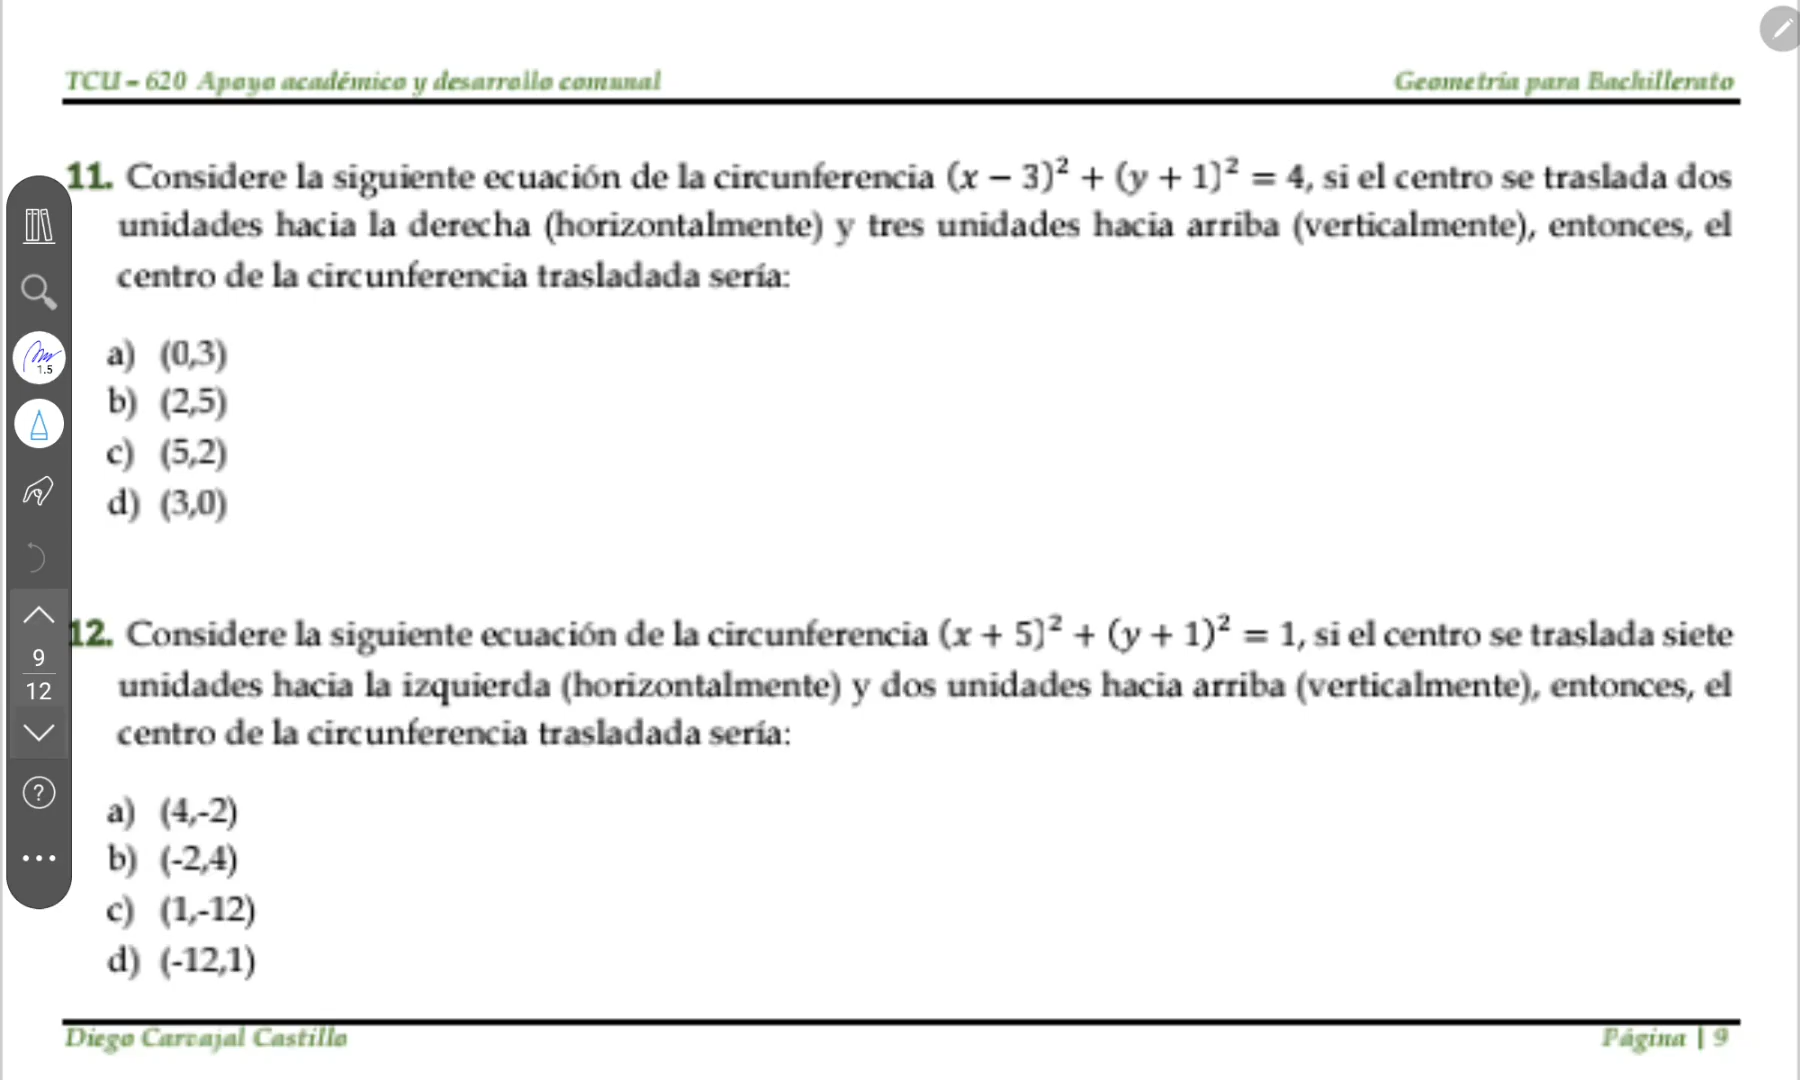 TCU – 620 Apoyo académico y desarrollo comunal
Geometría para Bachillerato
11. Considere la siguiente ecuación de la circunferencia (x − 3)² + (y + 1)² = 4, si el centro se traslada dos
unidades hacia la derecha (horizontalmente) y tres unidades hacia arriba (verticalmente), entonces, el
centro de la circunferencia trasladada sería:
a) (0,3)
b) (2,5)
c) (5,2)
d) (3,0)
12. Considere la siguiente ecuación de la circunferencia (x + 5)² + (y + 1)² = 1, si el centro se traslada siete
unidades hacia la izquierda (horizontalmente) y dos unidades hacia arriba (verticalmente), entonces, el
centro de la circunferencia trasladada sería:
a) (4,-2)
b) (-2,4)
c) (1,-12)
d) (-12,1)
Diego Carvajal Castillo
Página | 9
1.5
9
12
?